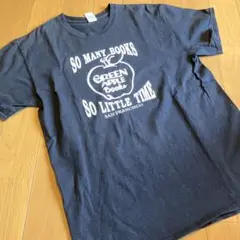 SO MANY BOOKS
GREEN
APPLE
BOOKS
SO LITTLE TIME
SAN FRANCISCO